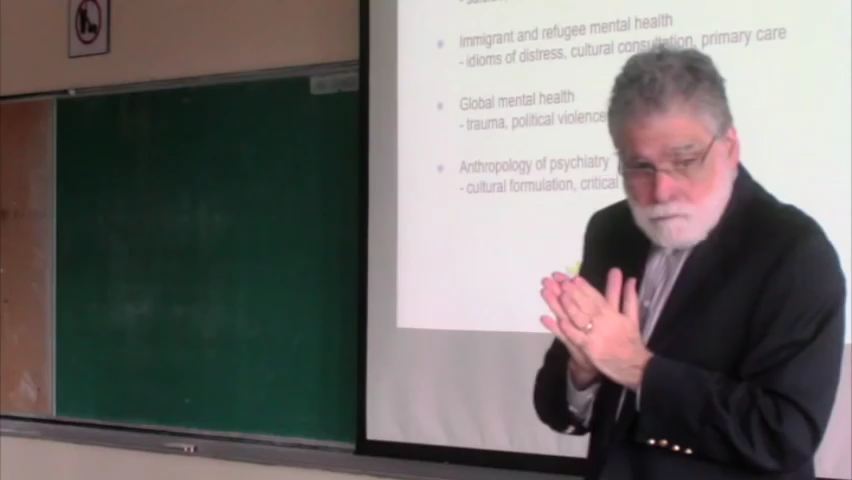 Immigrant and refugee mental health
- idioms of distress, cultural consultation, primary care
Global mental health
- trauma, political violence
Anthropology of psychiatry
- cultural formulation, critical